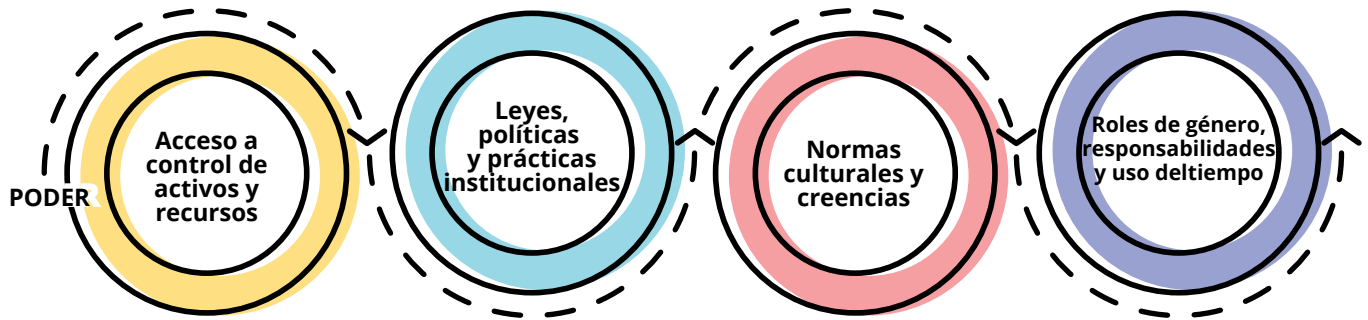 PODER
Acceso a
control de
activos y
recursos
Leyes,
políticas
y prácticas
institucionales
Normas
culturales y
creencias
Roles de género,
responsabilidades
y uso deltiempo